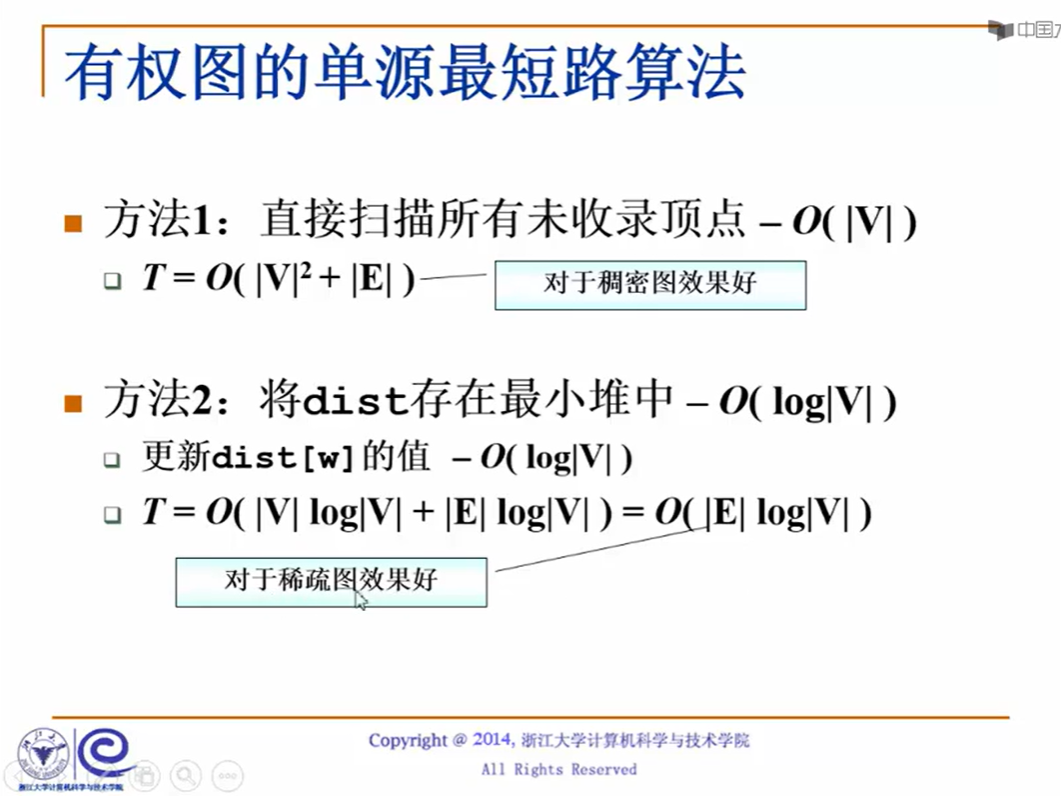 中国大
有权图的单源最短路算法
方法1：直接扫描所有未收录顶点 – O( |V| )
T = O( |V|² + |E| )
对于稠密图效果好
方法2：将dist存在最小堆中 – O( log|V| )
更新dist[w]的值 – O( log|V| )
T = O( |V| log|V| + |E| log|V| ) = O( |E| log|V| )
对于稀疏图效果好
Copyright @ 2014, 浙江大学计算机科学与技术学院
All Rights Reserved
浙江大学计算机科学与技术学院